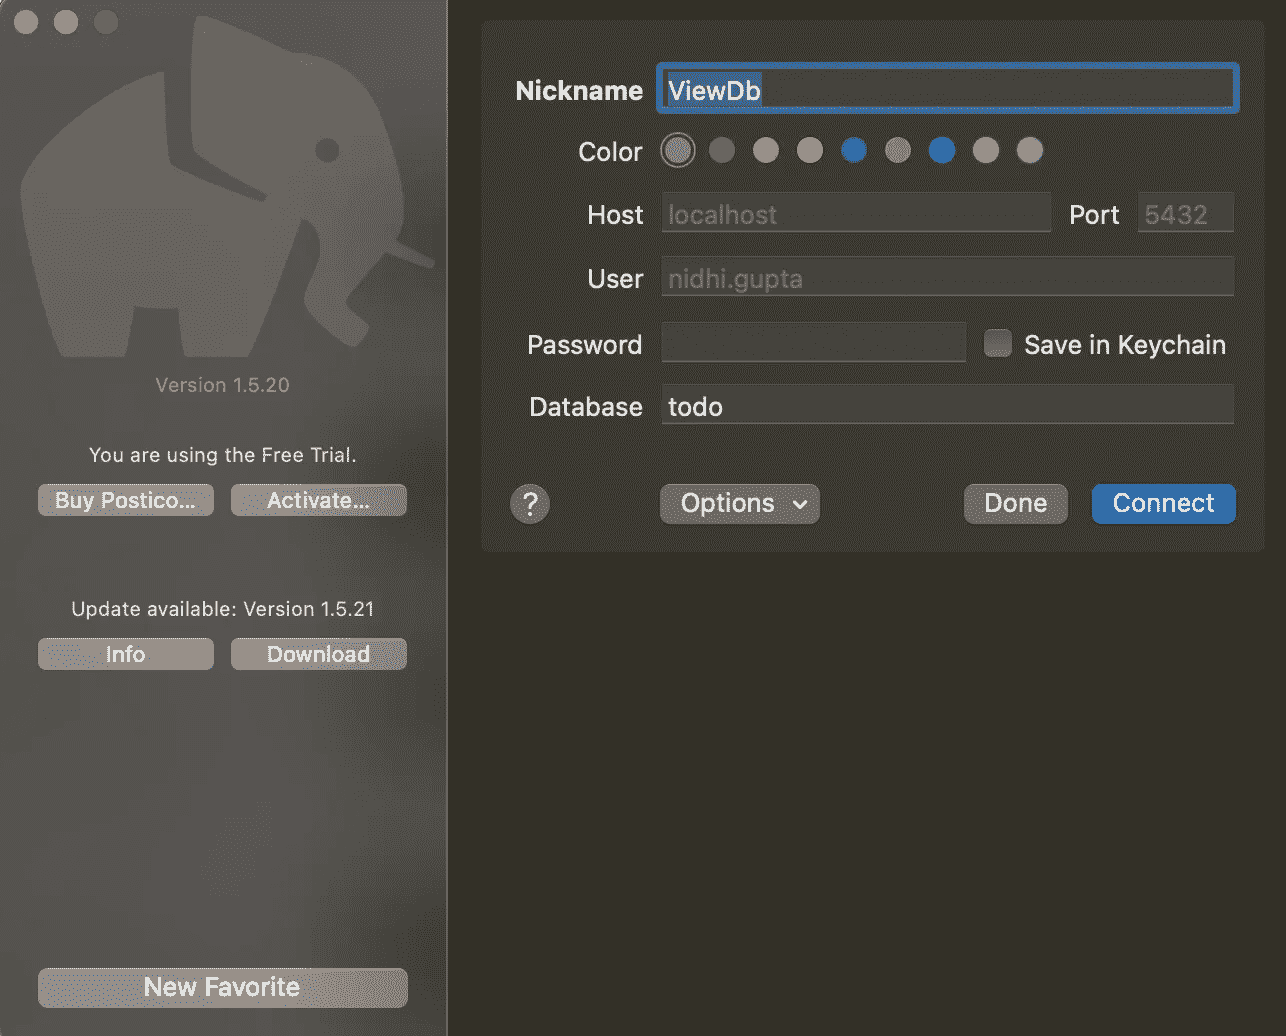 Version 1.5.20
You are using the Free Trial.
Buy Postico... Activate...
Update available: Version 1.5.21
Info Download
New Favorite
Nickname ViewDb
Color
Host localhost Port 5432
User nidhi.gupta
Password Save in Keychain
Database todo
? Options Done Connect